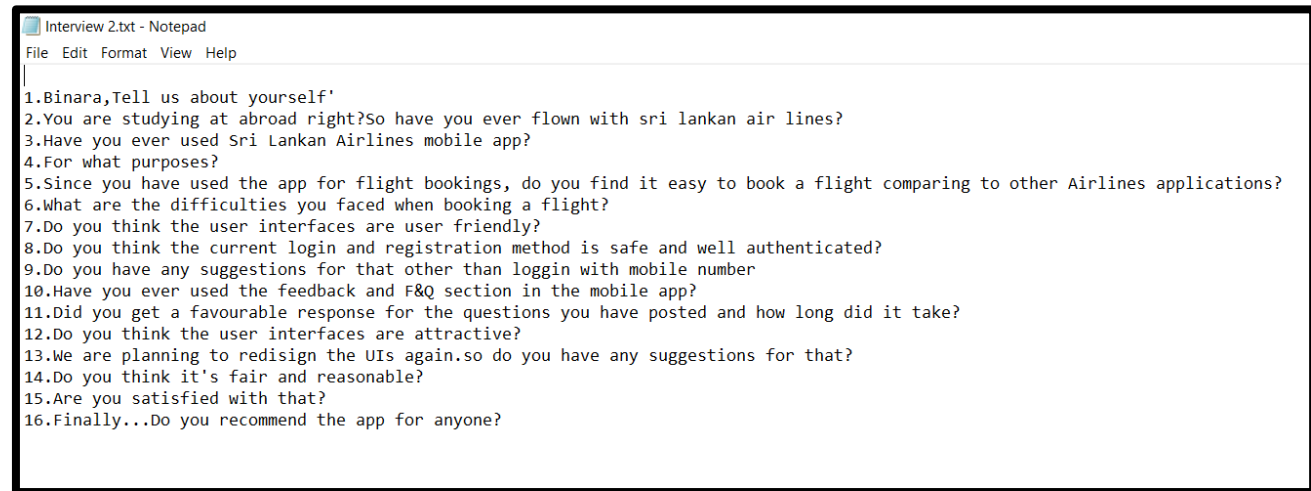 Interview 2.txt - Notepad
File Edit Format View Help
1.Binara,Tell us about yourself'
2.You are studying at abroad right?So have you ever flown with sri lankan air lines?
3.Have you ever used Sri Lankan Airlines mobile app?
4.For what purposes?
5.Since you have used the app for flight bookings, do you find it easy to book a flight comparing to other Airlines applications?
6.What are the difficulties you faced when booking a flight?
7.Do you think the user interfaces are user friendly?
8.Do you think the current login and registration method is safe and well authenticated?
9.Do you have any suggestions for that other than loggin with mobile number
10.Have you ever used the feedback and F&Q section in the mobile app?
11.Did you get a favourable response for the questions you have posted and how long did it take?
12.Do you think the user interfaces are attractive?
13.We are planning to redisign the UIs again.so do you have any suggestions for that?
14.Do you think it's fair and reasonable?
15.Are you satisfied with that?
16.Finally...Do you recommend the app for anyone?